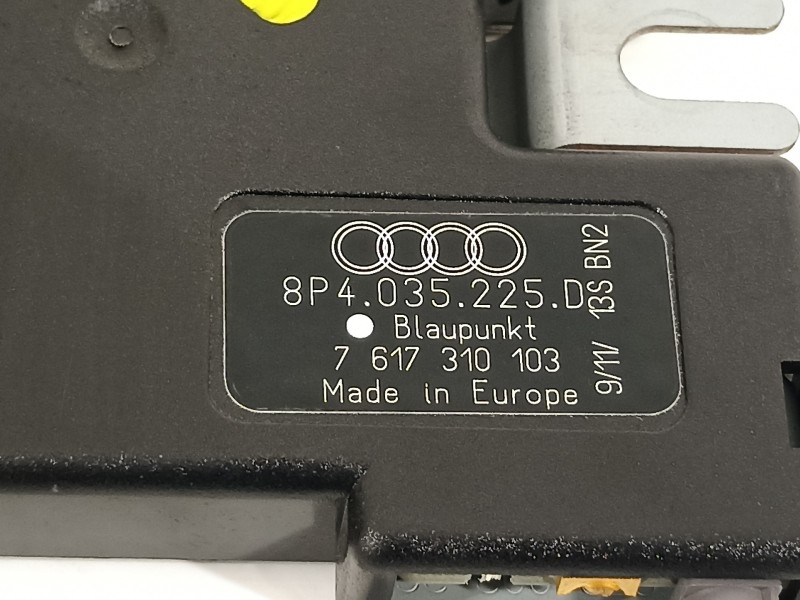 8P4.035.225.D
Blaupunkt
7 617 310 103
Made in Europe
9/11/ 13S BN2